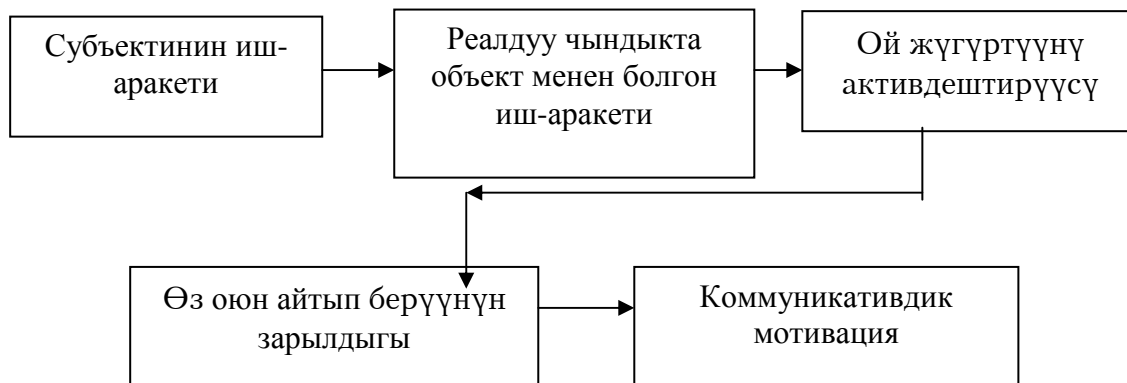 Субъектинин иш-
аракети
Реалдуу чындыкта
объект менен болгон
иш-аракети
Ой жүгүртүүнү
активдештирүүсү
Өз оюн айтып берүүнүн
зарылдыгы
Коммуникативдик
мотивация